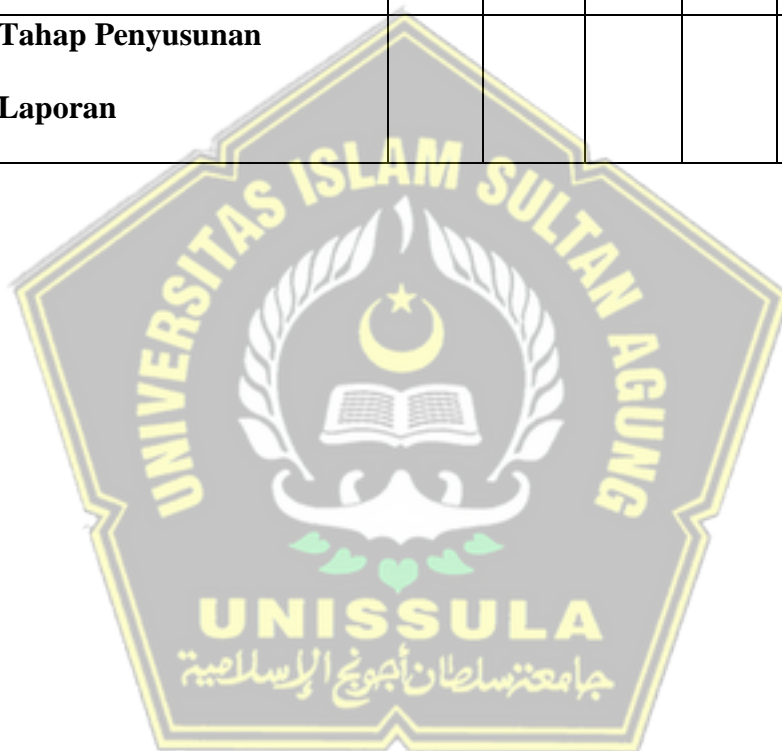 Tahap Penyusunan
Laporan
UNIVERSITAS ISLAM SULTAN AGUNG
UNISSULA
جامعة سلطان أجونج الإسلامية